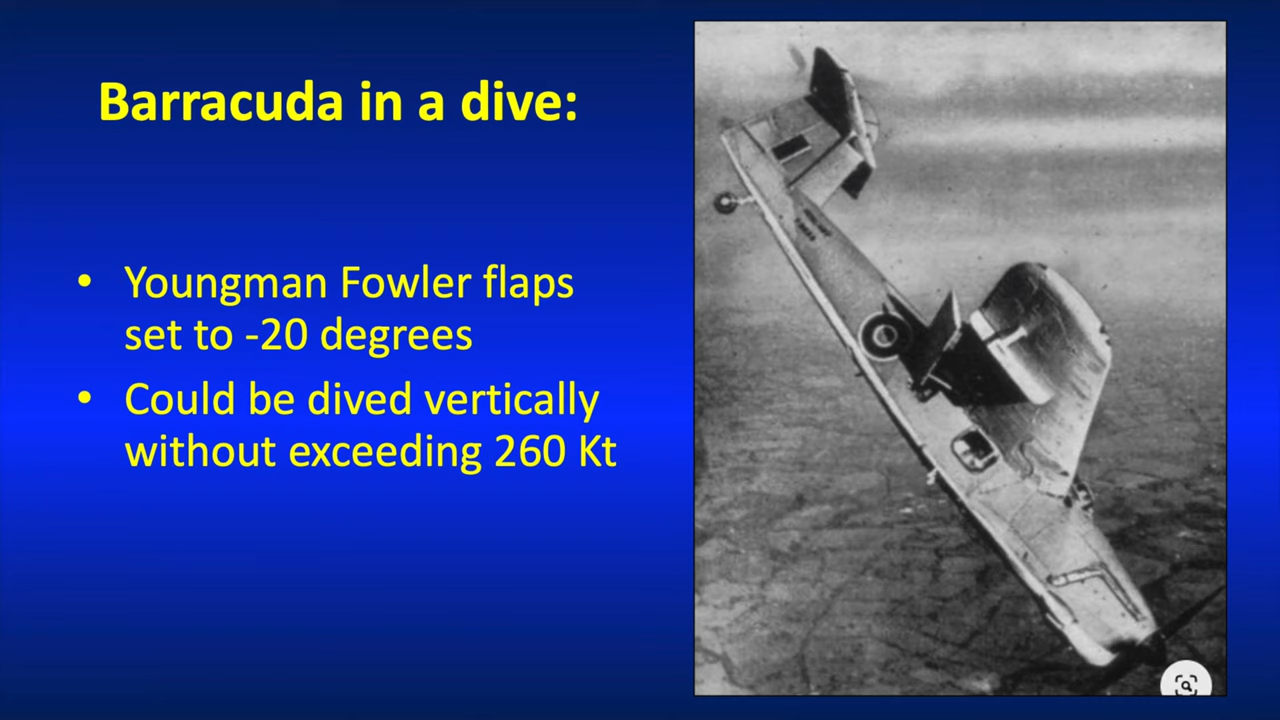 Barracuda in a dive:
• Youngman Fowler flaps
set to -20 degrees
• Could be dived vertically
without exceeding 260 Kt